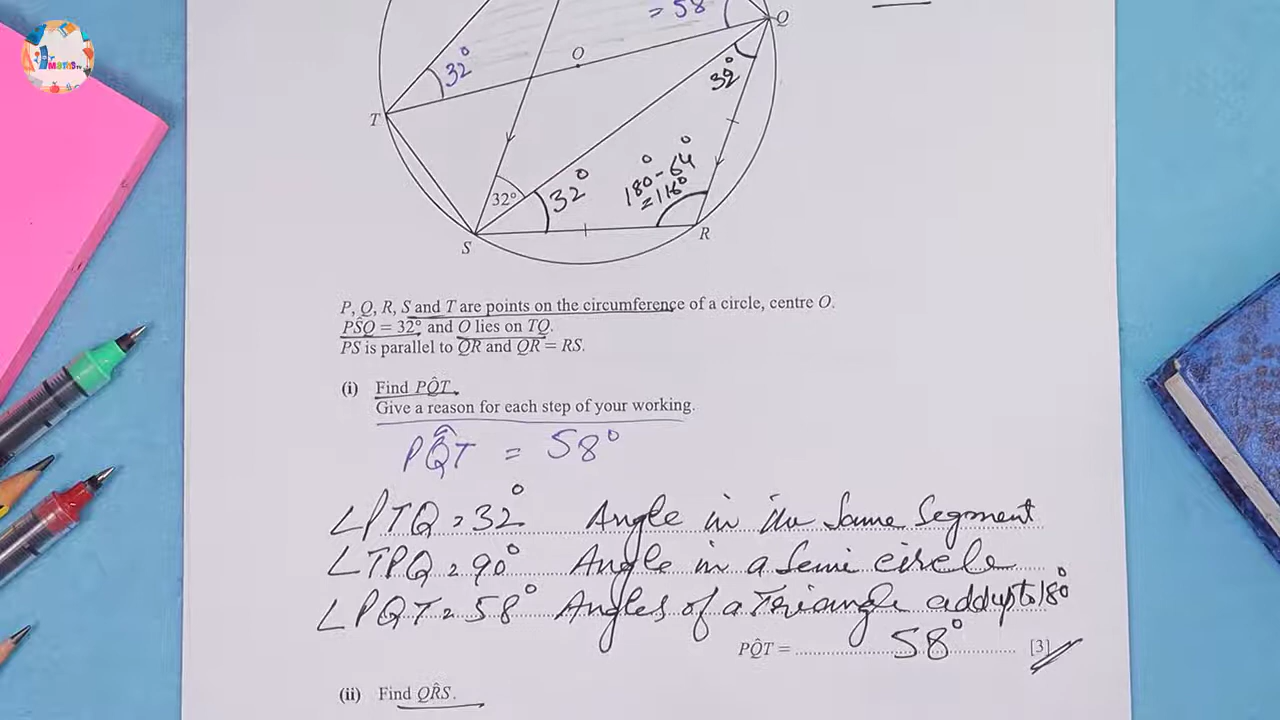 MATHS TV
= 58
Q
32°
O
39°
T
180° - 64°
= 116°
32°
32°
S
R
P, Q, R, S and T are points on the circumference of a circle, centre O.
PŜQ = 32° and O lies on TQ.
PS is parallel to QR and QR = RS.
(i) Find PQ̂T.
Give a reason for each step of your working.
PQ̂T = 58°
∠PTQ = 32° Angle in the Same Segment
∠TPQ = 90° Angle in a Semi circle
∠PQT = 58° Angles of a Triangle add up to 180°
PQ̂T = 58° [3]
(ii) Find QR̂S.